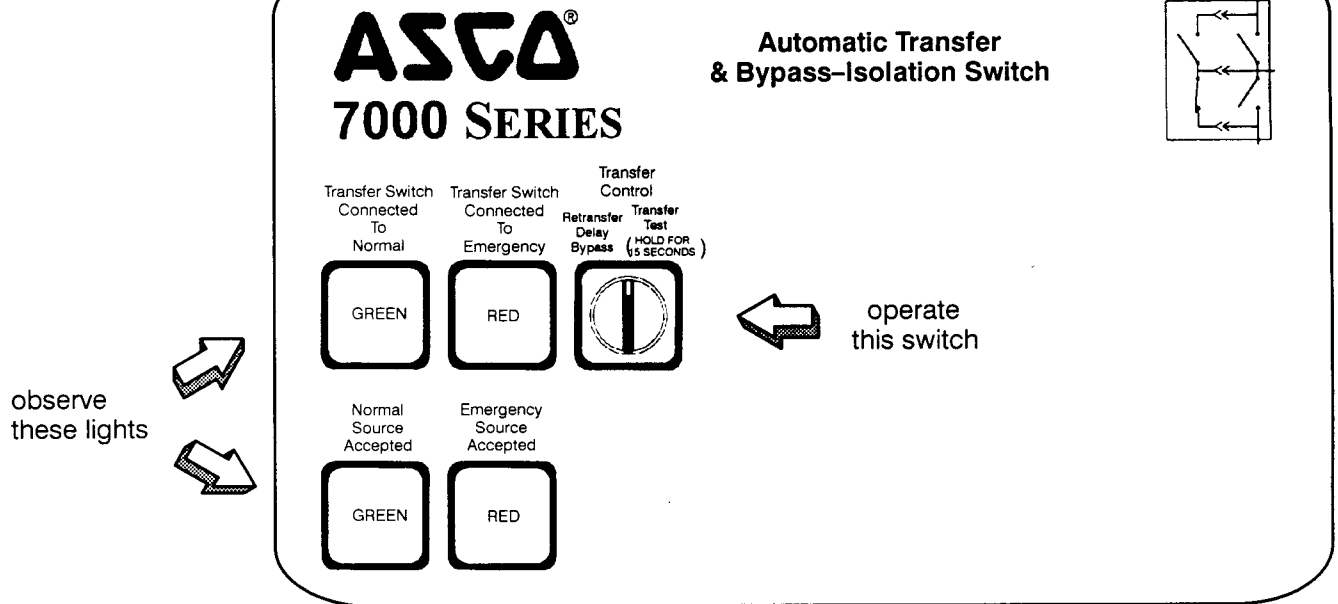 ASCO®
7000 SERIES
Automatic Transfer
& Bypass–Isolation Switch
Transfer Switch
Connected
To
Normal
Transfer Switch
Connected
To
Emergency
Transfer
Control
Retransfer
Delay
Bypass
Transfer
Test
( HOLD FOR
15 SECONDS )
GREEN
RED
operate
this switch
observe
these lights
Normal
Source
Accepted
Emergency
Source
Accepted
GREEN
RED